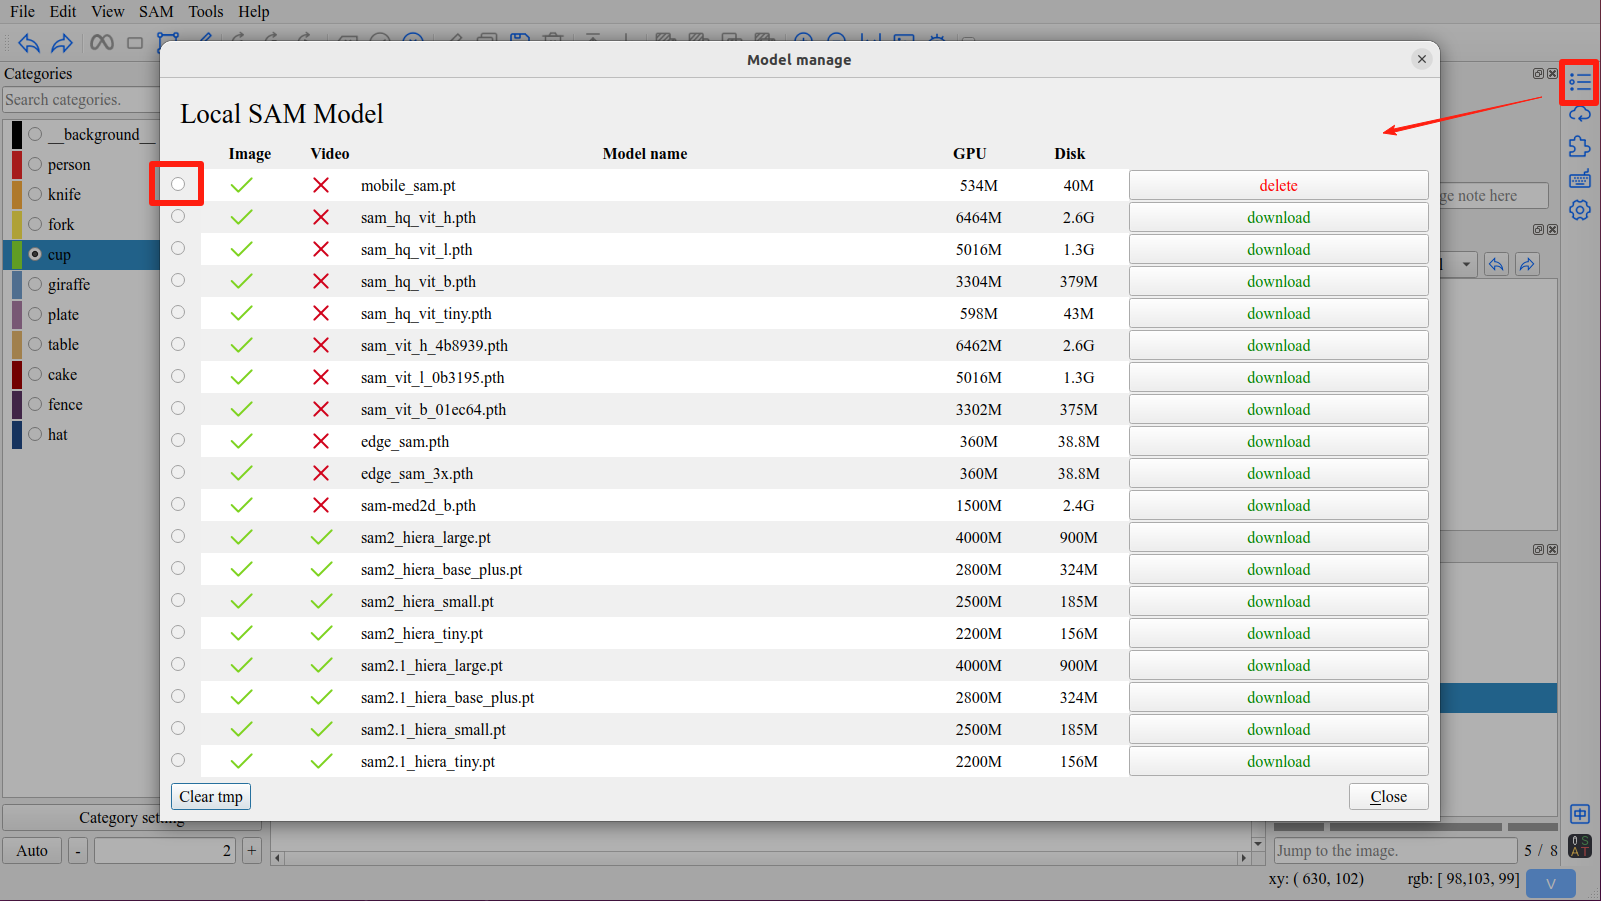 File Edit View SAM Tools Help
Model manage
Categories
Search categories.
Local SAM Model
Image Video Model name GPU Disk
__background__
person
knife
fork
cup
giraffe
plate
table
cake
fence
hat
mobile_sam.pt 534M 40M delete
sam_hq_vit_h.pth 6464M 2.6G download
sam_hq_vit_l.pth 5016M 1.3G download
sam_hq_vit_b.pth 3304M 379M download
sam_hq_vit_tiny.pth 598M 43M download
sam_vit_h_4b8939.pth 6462M 2.6G download
sam_vit_l_0b3195.pth 5016M 1.3G download
sam_vit_b_01ec64.pth 3302M 375M download
edge_sam.pth 360M 38.8M download
edge_sam_3x.pth 360M 38.8M download
sam-med2d_b.pth 1500M 2.4G download
sam2_hiera_large.pt 4000M 900M download
sam2_hiera_base_plus.pt 2800M 324M download
sam2_hiera_small.pt 2500M 185M download
sam2_hiera_tiny.pt 2200M 156M download
sam2.1_hiera_large.pt 4000M 900M download
sam2.1_hiera_base_plus.pt 2800M 324M download
sam2.1_hiera_small.pt 2500M 185M download
sam2.1_hiera_tiny.pt 2200M 156M download
ge note here
Clear tmp Close
Category
Auto - 2 +
Jump to the image. 5 / 8
中
I S
A T
xy: ( 630, 102) rgb: [ 98,103, 99] V